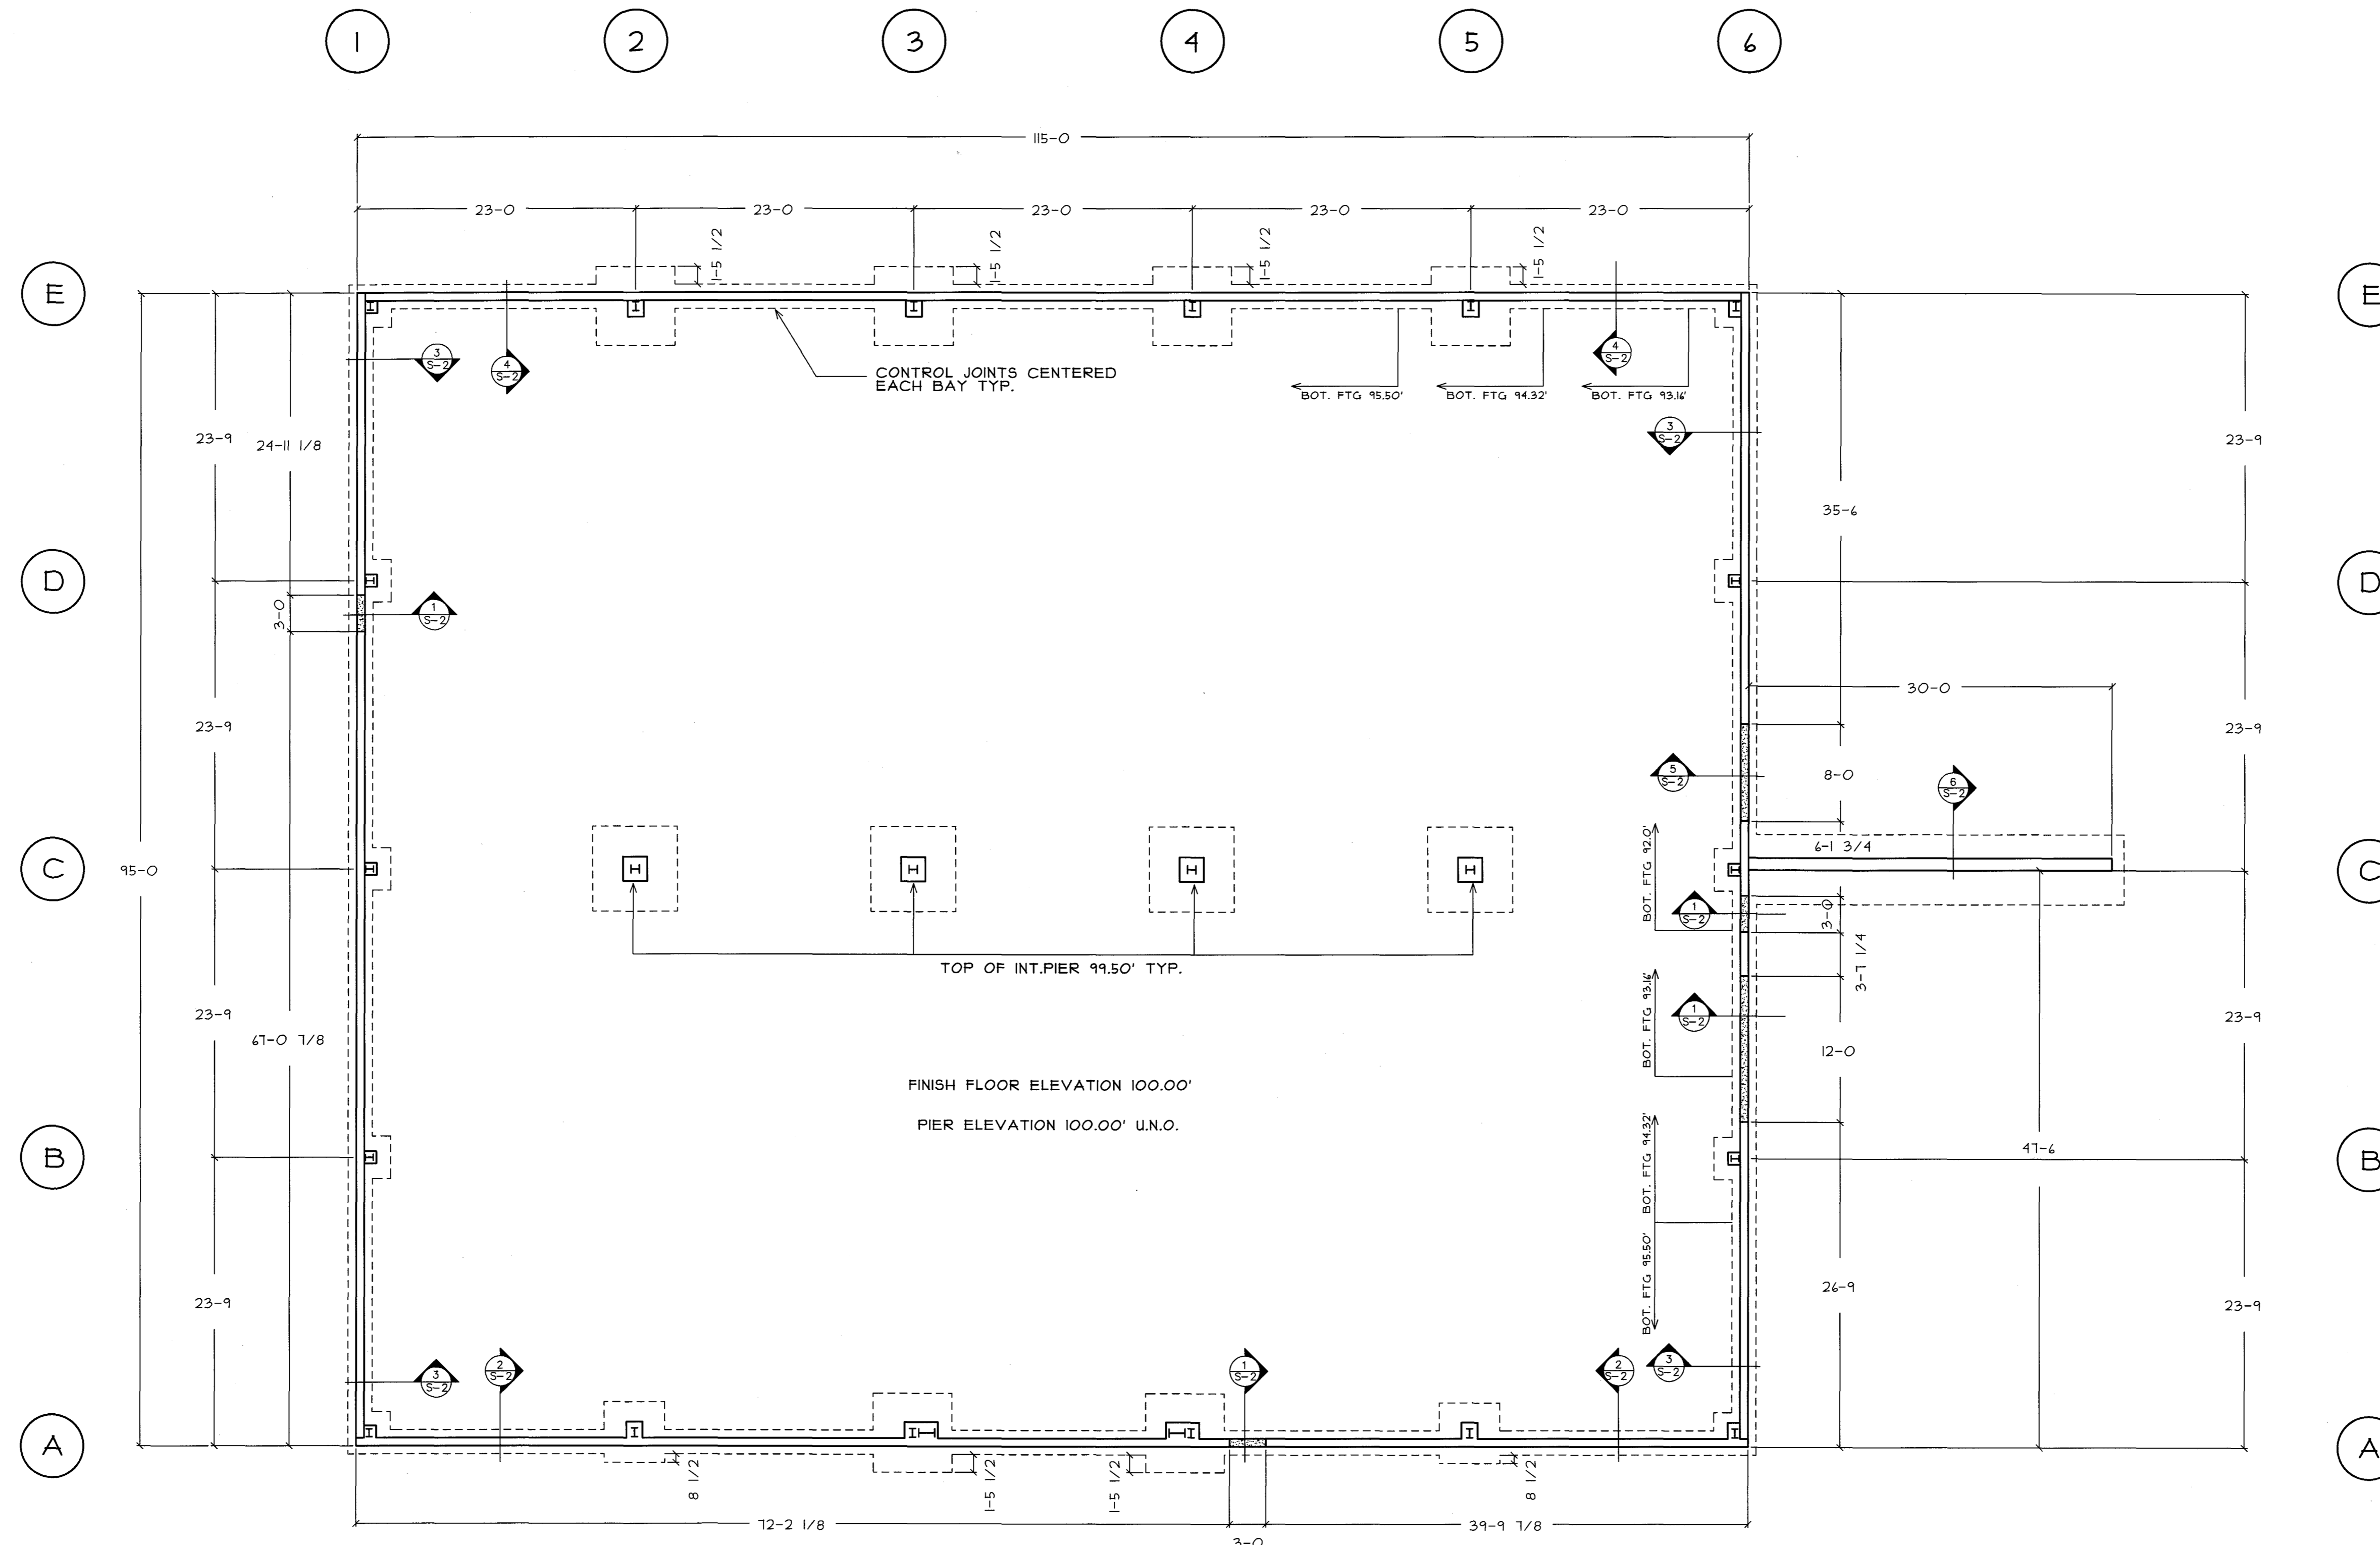 1 2 3 4 5 6
115-0
23-0 23-0 23-0 23-0 23-0
1-5 1/2 1-5 1/2 1-5 1/2 1-5 1/2
E E
3
S-2
4
S-2
4
S-2
CONTROL JOINTS CENTERED
EACH BAY TYP.
BOT. FTG 95.50' BOT. FTG 94.32' BOT. FTG 93.16'
3
S-2
23-9 24-11 1/8 23-9
35-6
D D
3-0
1
S-2
30-0
23-9 23-9
5
S-2
8-0
6
S-2
BOT. FTG 92.0'
6-1 3/4
C C
95-0
H H H H
1
S-2
3-0
3-7 1/4
TOP OF INT.PIER 99.50' TYP.
BOT. FTG 93.16'
1
S-2
23-9 23-9
67-0 7/8
12-0
FINISH FLOOR ELEVATION 100.00'
PIER ELEVATION 100.00' U.N.O.
BOT. FTG 94.32'
47-6
B B
BOT. FTG 95.50'
26-9
23-9 23-9
3
S-2
2
S-2
1
S-2
2
S-2
3
S-2
A A
8 1/2 1-5 1/2 1-5 1/2 8 1/2
72-2 1/8 39-9 7/8
3-0